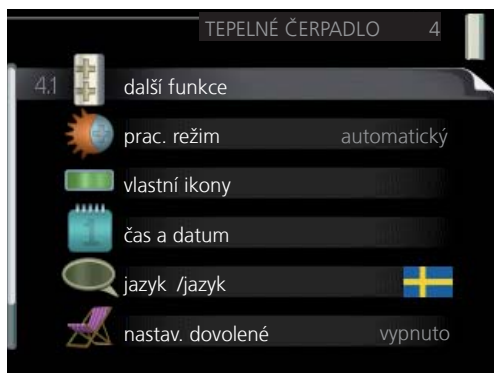 TEPELNÉ ČERPADLO 4
4.1 další funkce
prac. režim automatický
vlastní ikony
čas a datum
jazyk /jazyk
nastav. dovolené vypnuto